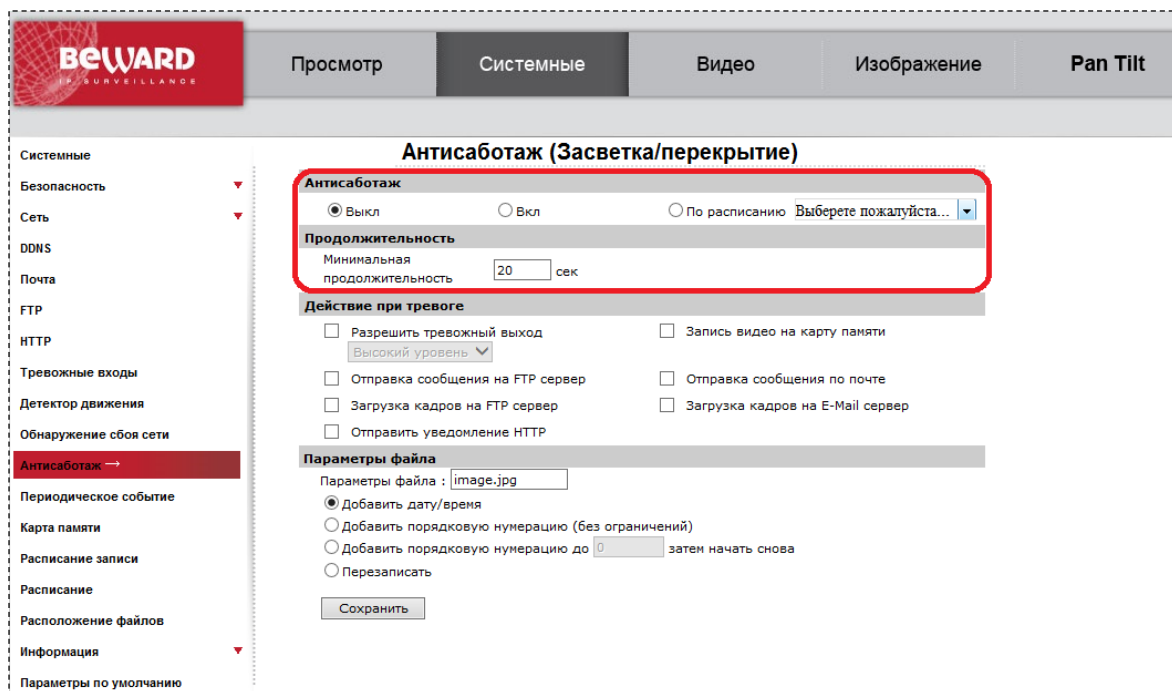 BEWARD
IP SURVEILLANCE
Просмотр
Системные
Видео
Изображение
Pan Tilt
Системные
Безопасность
Сеть
DDNS
Почта
FTP
HTTP
Тревожные входы
Детектор движения
Обнаружение сбоя сети
Антисаботаж →
Периодическое событие
Карта памяти
Расписание записи
Расписание
Расположение файлов
Информация
Параметры по умолчанию
Антисаботаж (Засветка/перекрытие)
Антисаботаж
Выкл
Вкл
По расписанию Выберете пожалуйста...
Продолжительность
Минимальная
продолжительность 20 сек
Действие при тревоге
Разрешить тревожный выход
Запись видео на карту памяти
Высокий уровень
Отправка сообщения на FTP сервер
Отправка сообщения по почте
Загрузка кадров на FTP сервер
Загрузка кадров на E-Mail сервер
Отправить уведомление HTTP
Параметры файла
Параметры файла : image.jpg
Добавить дату/время
Добавить порядковую нумерацию (без ограничений)
Добавить порядковую нумерацию до 0 затем начать снова
Перезаписать
Сохранить